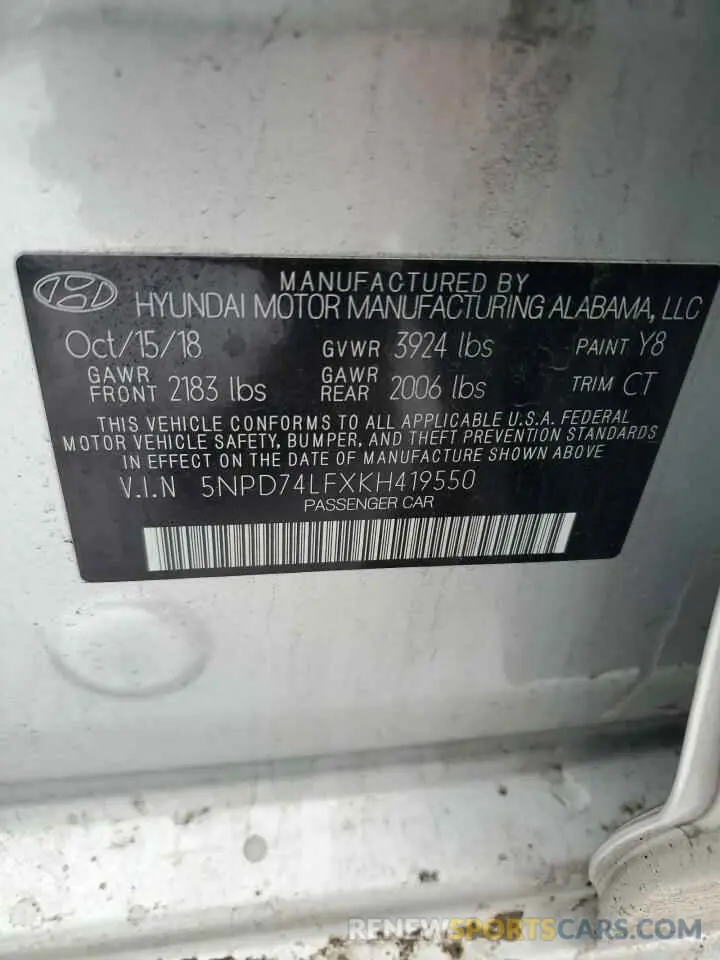 MANUFACTURED BY
HYUNDAI MOTOR MANUFACTURING ALABAMA, LLC
Oct/15/18 GVWR 3924 lbs PAINT Y8
GAWR FRONT 2183 lbs GAWR REAR 2006 lbs TRIM CT
THIS VEHICLE CONFORMS TO ALL APPLICABLE U.S.A. FEDERAL
MOTOR VEHICLE SAFETY, BUMPER, AND THEFT PREVENTION STANDARDS
IN EFFECT ON THE DATE OF MANUFACTURE SHOWN ABOVE
V.I.N 5NPD74LFXKH419550
PASSENGER CAR
RENEWSPORTSCARS.COM